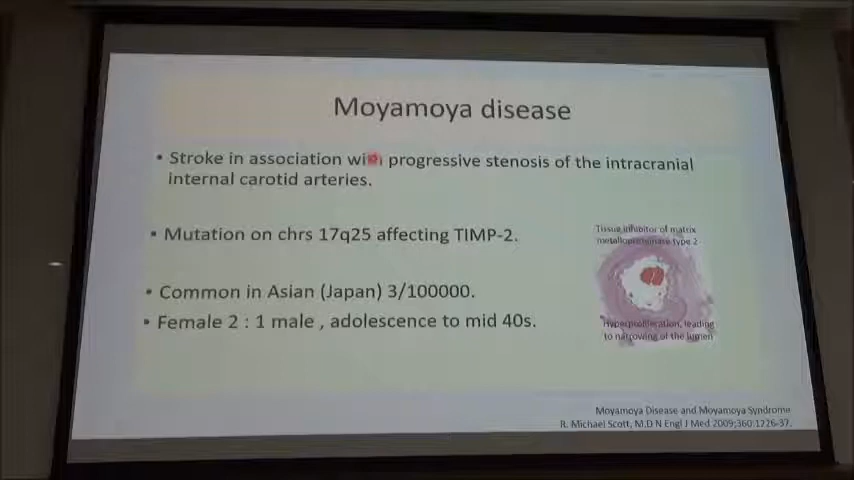 Moyamoya disease
• Stroke in association with progressive stenosis of the intracranial
internal carotid arteries.
• Mutation on chrs 17q25 affecting TIMP-2.
Tissue inhibitor of matrix
metalloproteinase type 2
• Common in Asian (Japan) 3/100000.
• Female 2 : 1 male , adolescence to mid 40s.
Hyperproliferation, leading
to narrowing of the lumen
Moyamoya Disease and Moyamoya Syndrome
R. Michael Scott, M.D N Engl J Med 2009;360:1226-37.